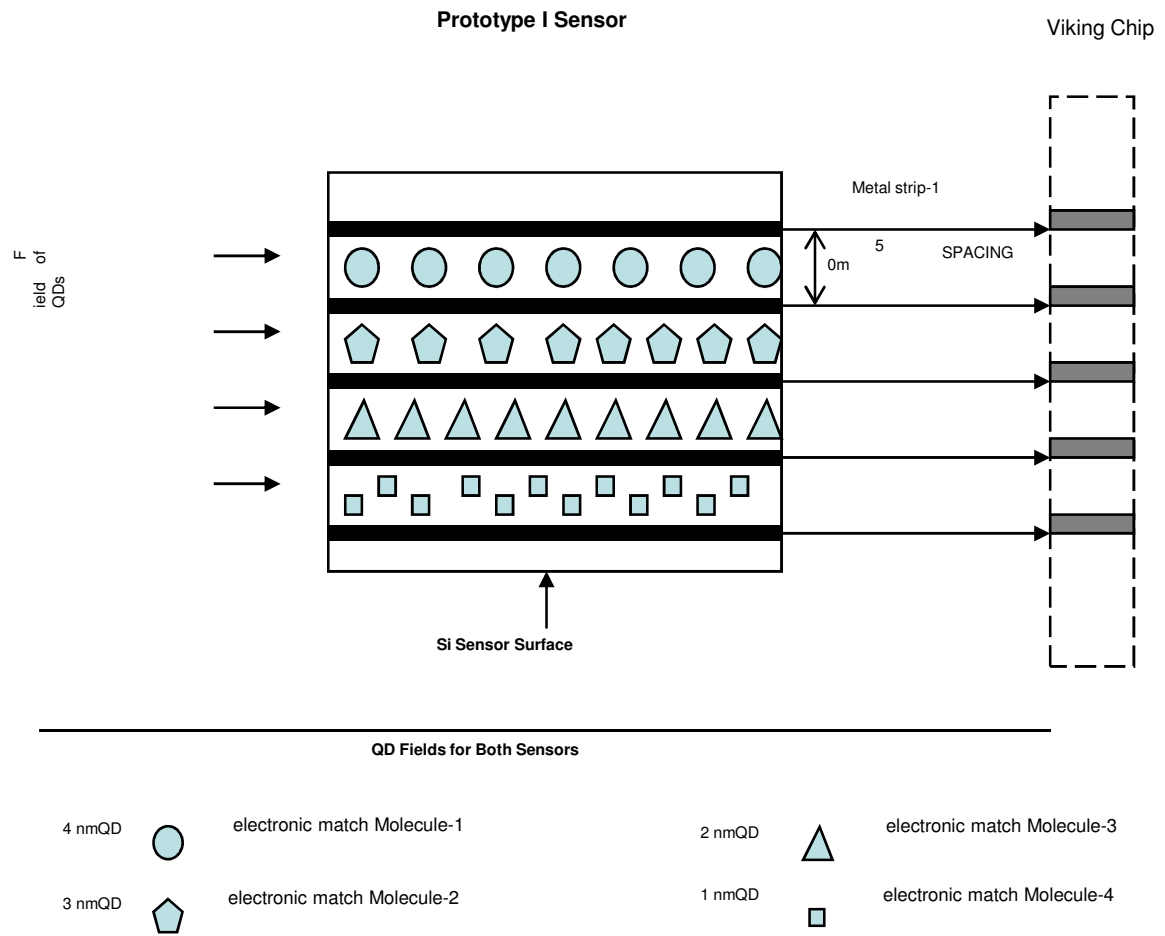 Prototype I Sensor
Viking Chip
Metal strip-1
5
SPACING
0m
F
ield of
QDs
Si Sensor Surface
QD Fields for Both Sensors
4 nmQD
electronic match Molecule-1
2 nmQD
electronic match Molecule-3
3 nmQD
electronic match Molecule-2
1 nmQD
electronic match Molecule-4